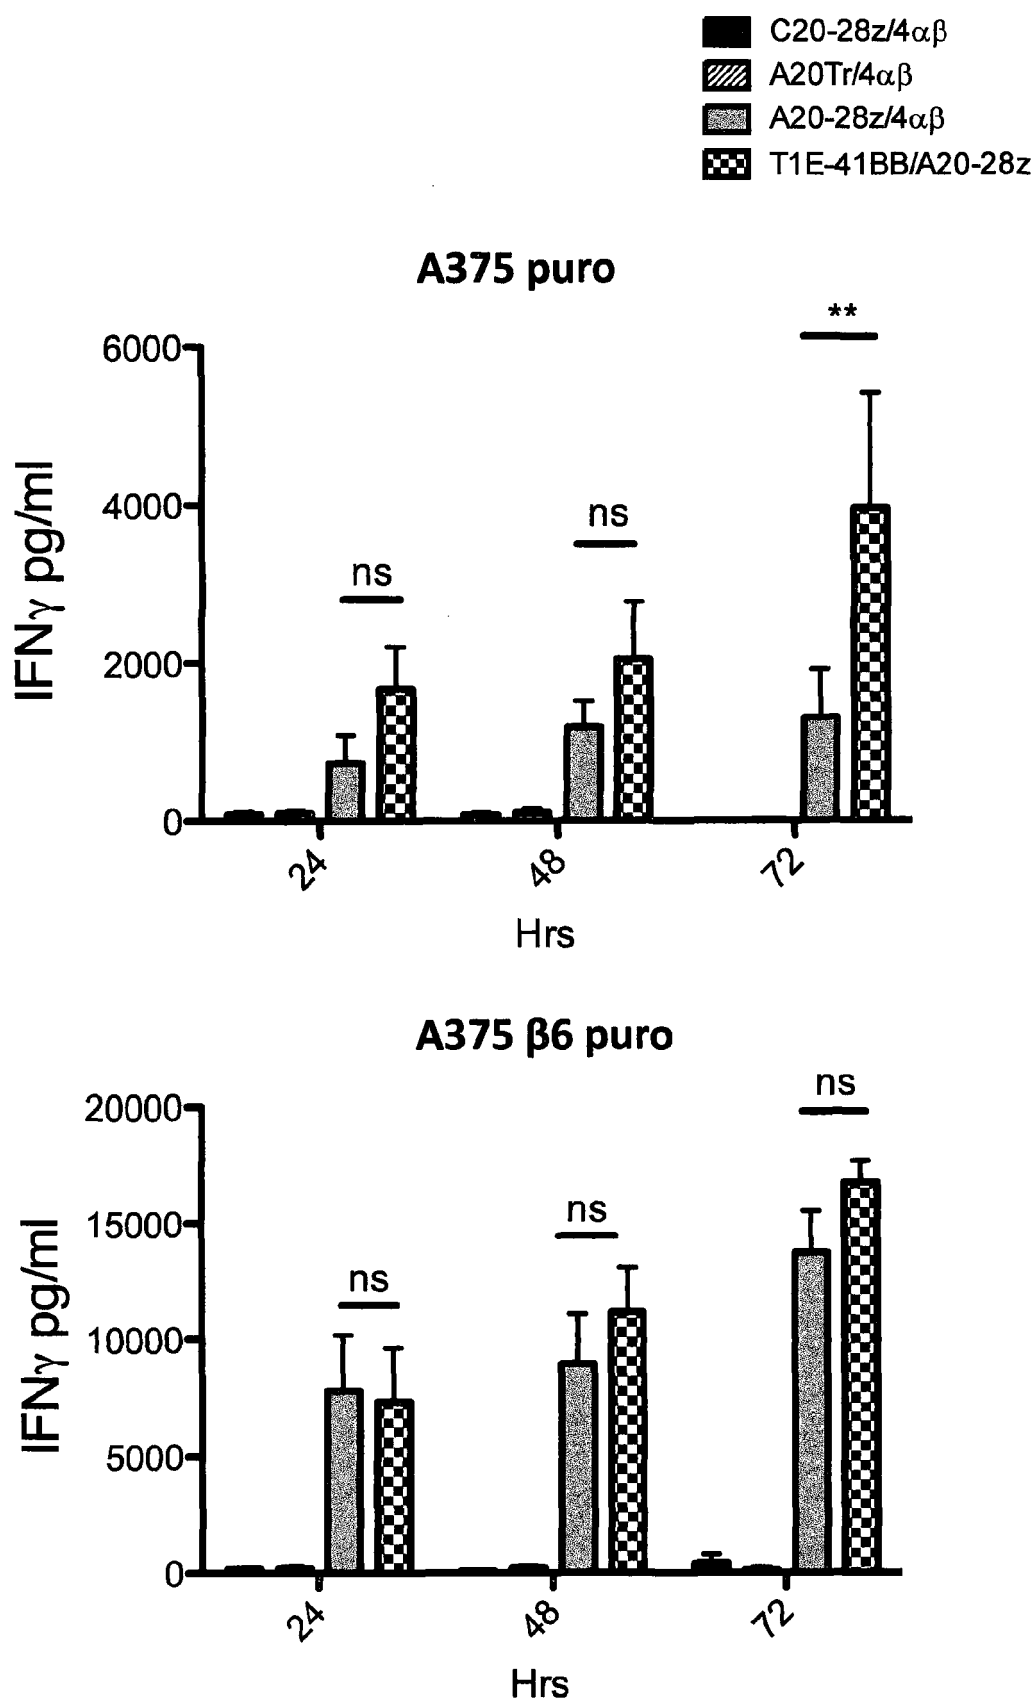 C20-28z/4αβ
A20Tr/4αβ
A20-28z/4αβ
T1E-41BB/A20-28z
A375 puro
**
ns
ns
6000
4000
2000
0
IFNγ pg/ml
24
48
72
Hrs
A375 β6 puro
ns
ns
ns
20000
15000
10000
5000
0
IFNγ pg/ml
24
48
72
Hrs